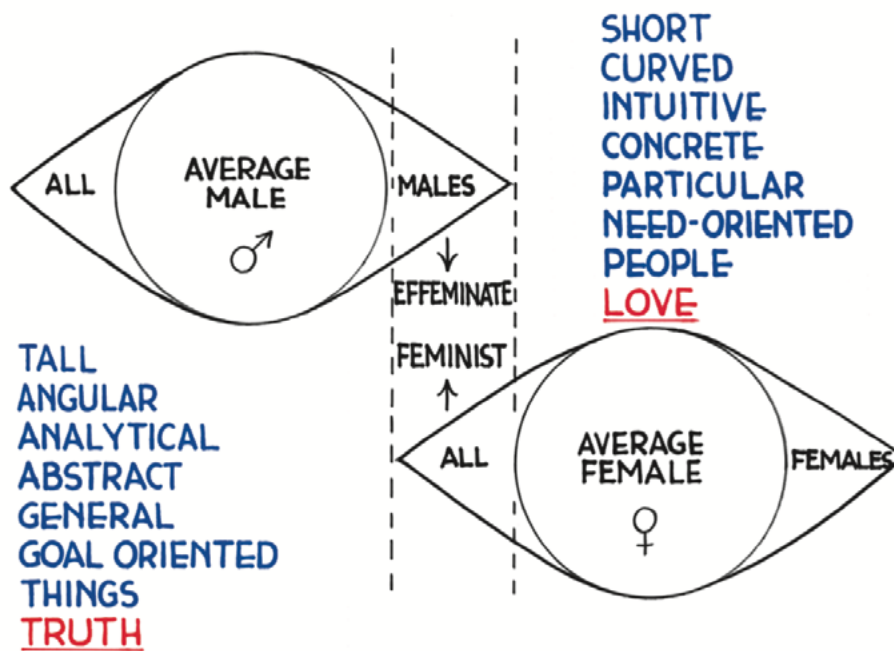 ALL
AVERAGE
MALE
MALES
EFFEMINATE
SHORT
CURVED
INTUITIVE
CONCRETE
PARTICULAR
NEED-ORIENTED
PEOPLE
LOVE
TALL
ANGULAR
ANALYTICAL
ABSTRACT
GENERAL
GOAL ORIENTED
THINGS
TRUTH
FEMINIST
ALL
AVERAGE
FEMALE
FEMALES